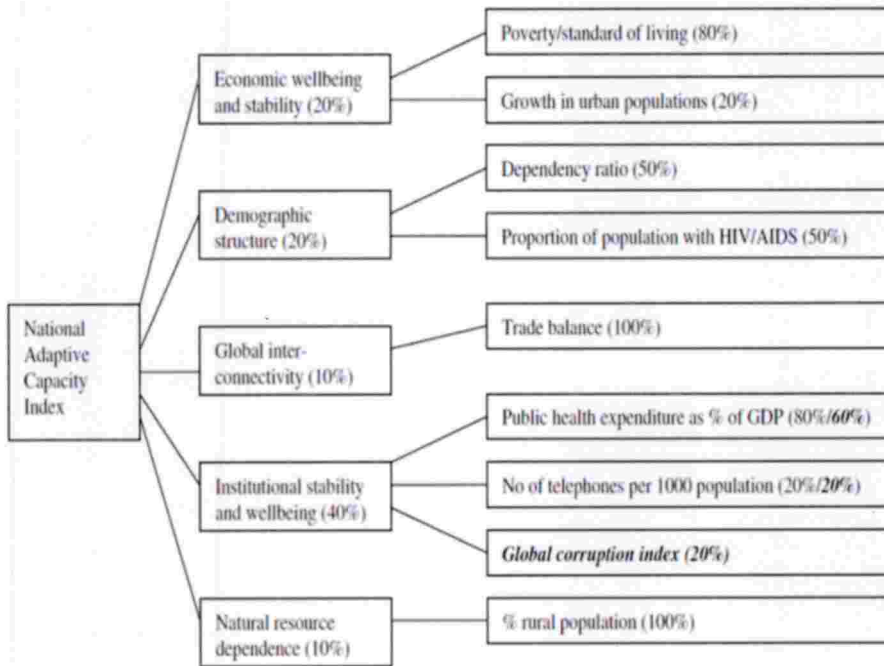 Poverty/standard of living (80%)
Economic wellbeing
and stability (20%)
Growth in urban populations (20%)
Dependency ratio (50%)
Demographic
structure (20%)
Proportion of population with HIV/AIDS (50%)
National
Adaptive
Capacity
Index
Global inter-
connectivity (10%)
Trade balance (100%)
Public health expenditure as % of GDP (80%/60%)
Institutional stability
and wellbeing (40%)
No of telephones per 1000 population (20%/20%)
Global corruption index (20%)
Natural resource
dependence (10%)
% rural population (100%)